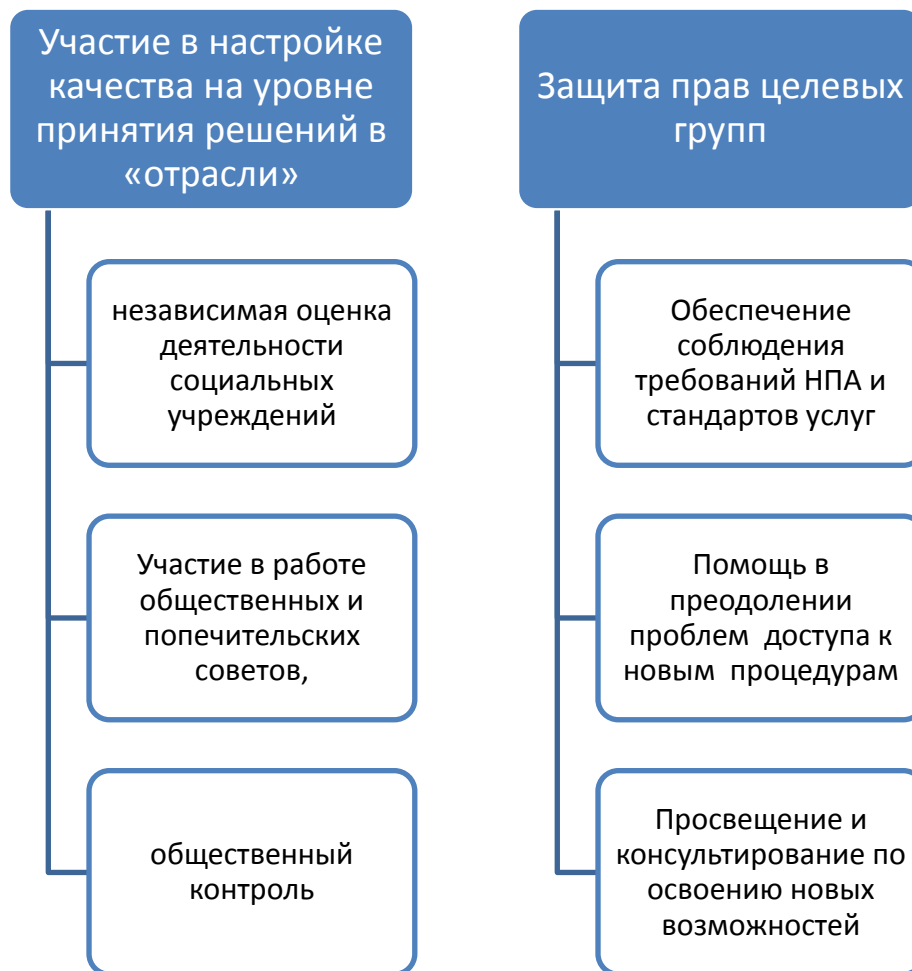 Участие в настройке
качества на уровне
принятия решений в
«отрасли»
независимая оценка
деятельности
социальных
учреждений
Участие в работе
общественных и
попечительских
советов,
общественный
контроль
Защита прав целевых
групп
Обеспечение
соблюдения
требований НПА и
стандартов услуг
Помощь в
преодолении
проблем доступа к
новым процедурам
Просвещение и
консультирование по
освоению новых
возможностей